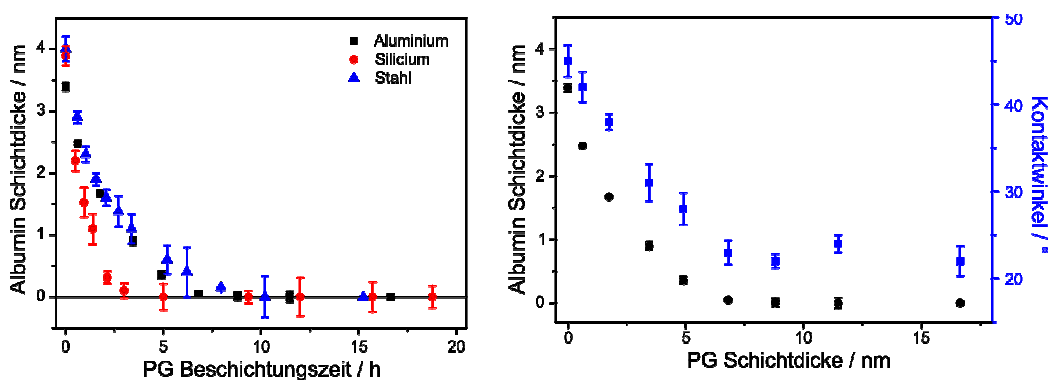 Albumin Schichtdicke / nm
4
3
2
1
0
0 5 10 15 20
PG Beschichtungszeit / h
Aluminium
Silicium
Stahl
Albumin Schichtdicke / nm
4
3
2
1
0
0 5 10 15
PG Schichtdicke / nm
50
40
30
20
Kontaktwinkel / °